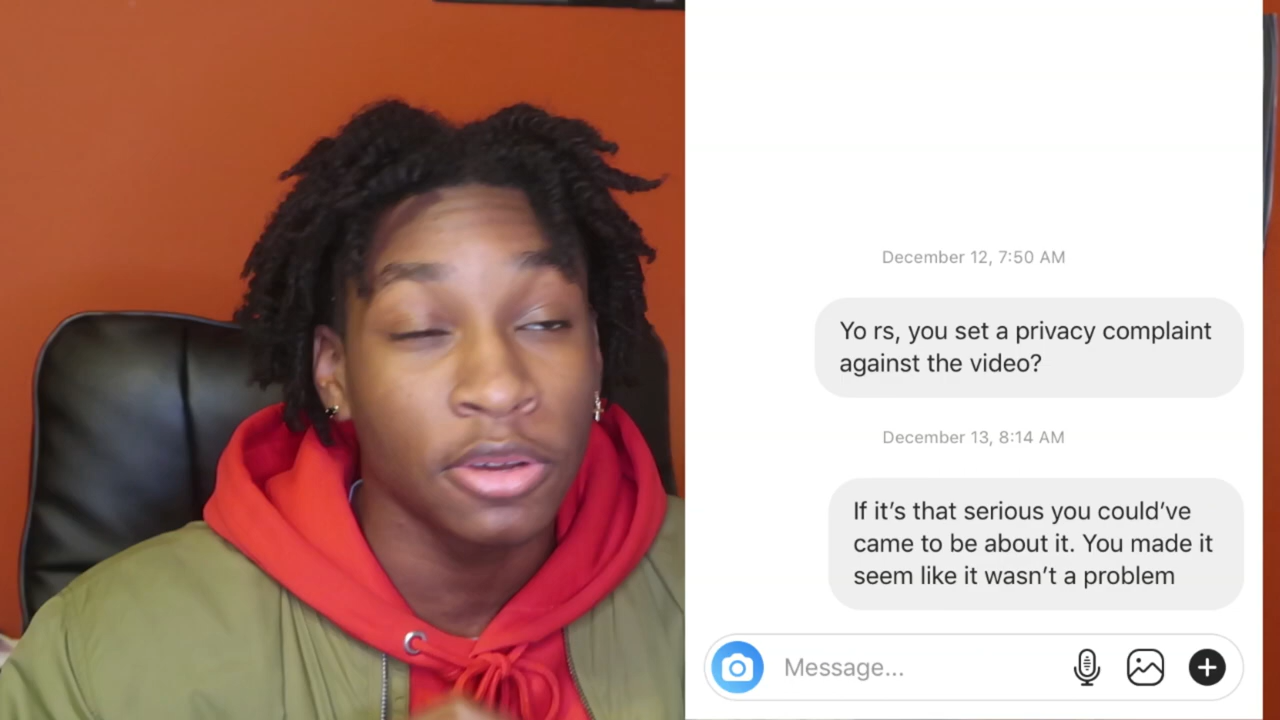 December 12, 7:50 AM
Yo rs, you set a privacy complaint
against the video?
December 13, 8:14 AM
If it’s that serious you could’ve
came to be about it. You made it
seem like it wasn’t a problem
Message...